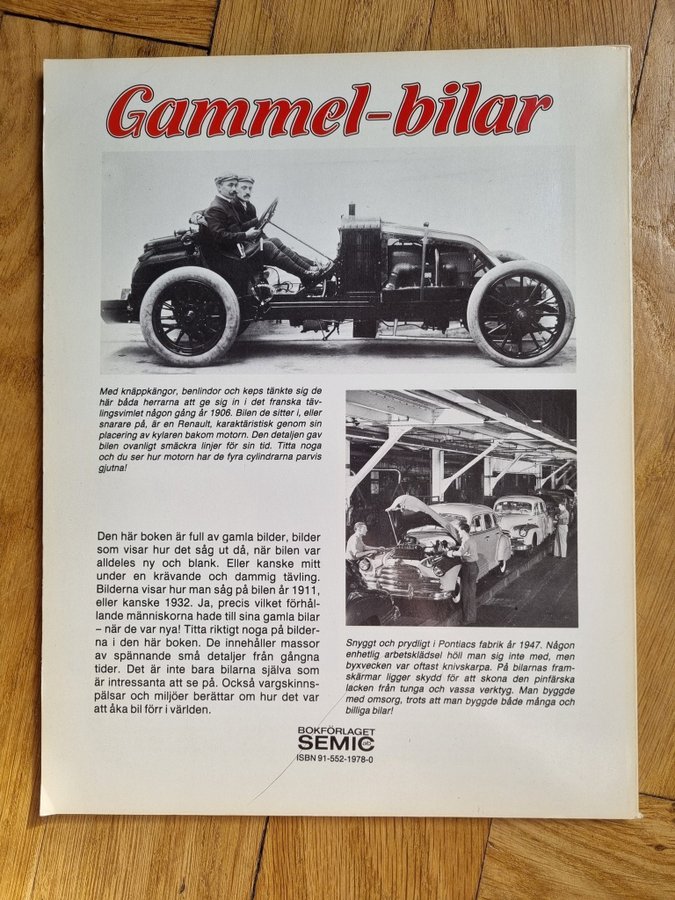 Gammel-bilar
Med knäppkängor, benlindor och keps tänkte sig de
här båda herrarna att ge sig in i det franska täv-
lingsvimlet någon gång år 1906. Bilen de sitter i, eller
snarare på, är en Renault, karaktäristisk genom sin
placering av kylaren bakom motorn. Den detaljen gav
bilen ovanligt smäckra linjer för sin tid. Titta noga
och du ser hur motorn har de fyra cylindrarna parvis
gjutna!
Den här boken är full av gamla bilder, bilder
som visar hur det såg ut då, när bilen var
alldeles ny och blank. Eller kanske mitt
under en krävande och dammig tävling.
Bilderna visar hur man såg på bilen år 1911,
eller kanske 1932. Ja, precis vilket förhål-
lande människorna hade till sina gamla bilar
– när de var nya! Titta riktigt noga på bilder-
na i den här boken. De innehåller massor
av spännande små detaljer från gångna
tider. Det är inte bara bilarna själva som
är intressanta att se på. Också vargskinns-
pälsar och miljöer berättar om hur det var
att åka bil förr i världen.
Snyggt och prydligt i Pontiacs fabrik år 1947. Någon
enhetlig arbetsklädsel höll man sig inte med, men
byxvecken var oftast knivskarpa. På bilarnas fram-
skärmar ligger skydd för att skona den pinfärska
lacken från tunga och vassa verktyg. Man byggde
med omsorg, trots att man byggde både många och
billiga bilar!
BOKFÖRLAGET
SEMIC
ISBN 91-552-1978-0